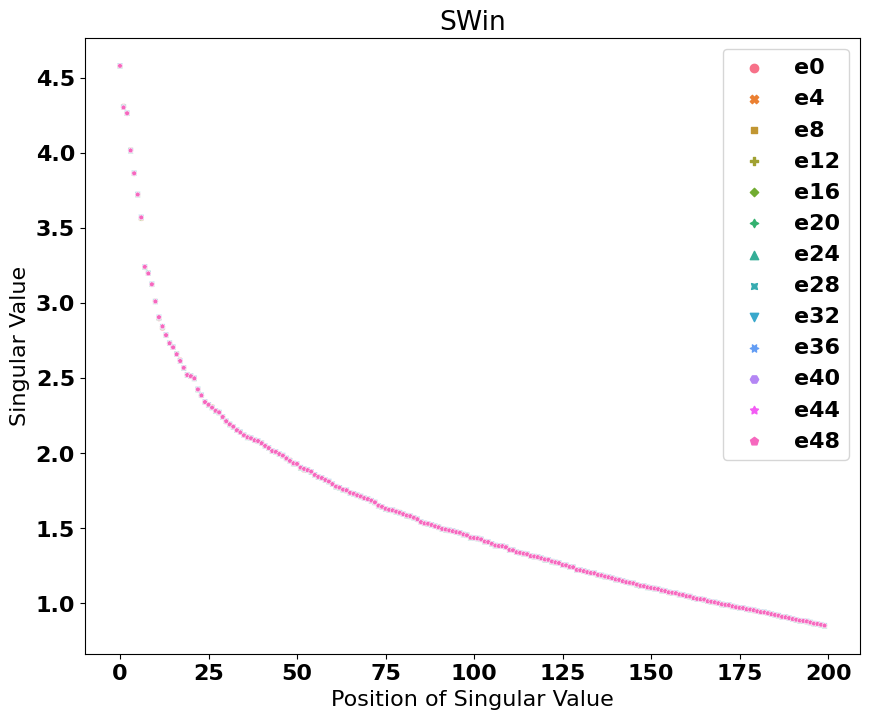 SWin
4.5
4.0
3.5
3.0
2.5
2.0
1.5
1.0
Singular Value
0 25 50 75 100 125 150 175 200
Position of Singular Value
e0
e4
e8
e12
e16
e20
e24
e28
e32
e36
e40
e44
e48